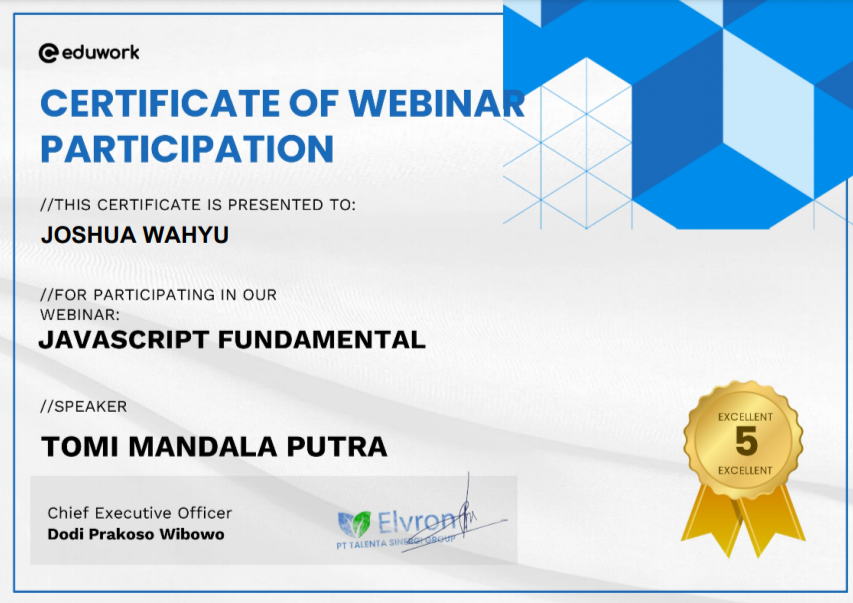 eduwork
CERTIFICATE OF WEBINAR
PARTICIPATION
//THIS CERTIFICATE IS PRESENTED TO:
JOSHUA WAHYU
//FOR PARTICIPATING IN OUR
WEBINAR:
JAVASCRIPT FUNDAMENTAL
//SPEAKER
TOMI MANDALA PUTRA
Chief Executive Officer
Dodi Prakoso Wibowo
Elvron
PT TALENTA SINERGI GROUP
EXCELLENT
5
EXCELLENT